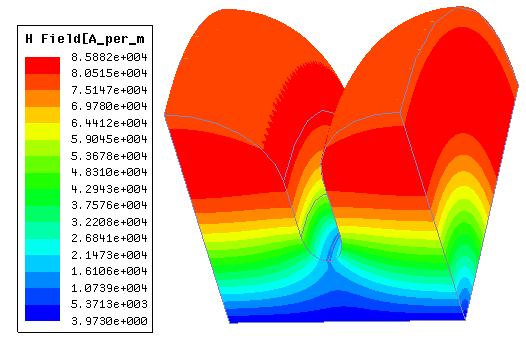 H Field[A_per_m
8.5882e+004
8.0515e+004
7.5147e+004
6.9780e+004
6.4412e+004
5.9045e+004
5.3678e+004
4.8310e+004
4.2943e+004
3.7576e+004
3.2208e+004
2.6841e+004
2.1473e+004
1.6106e+004
1.0739e+004
5.3713e+003
3.9730e+000